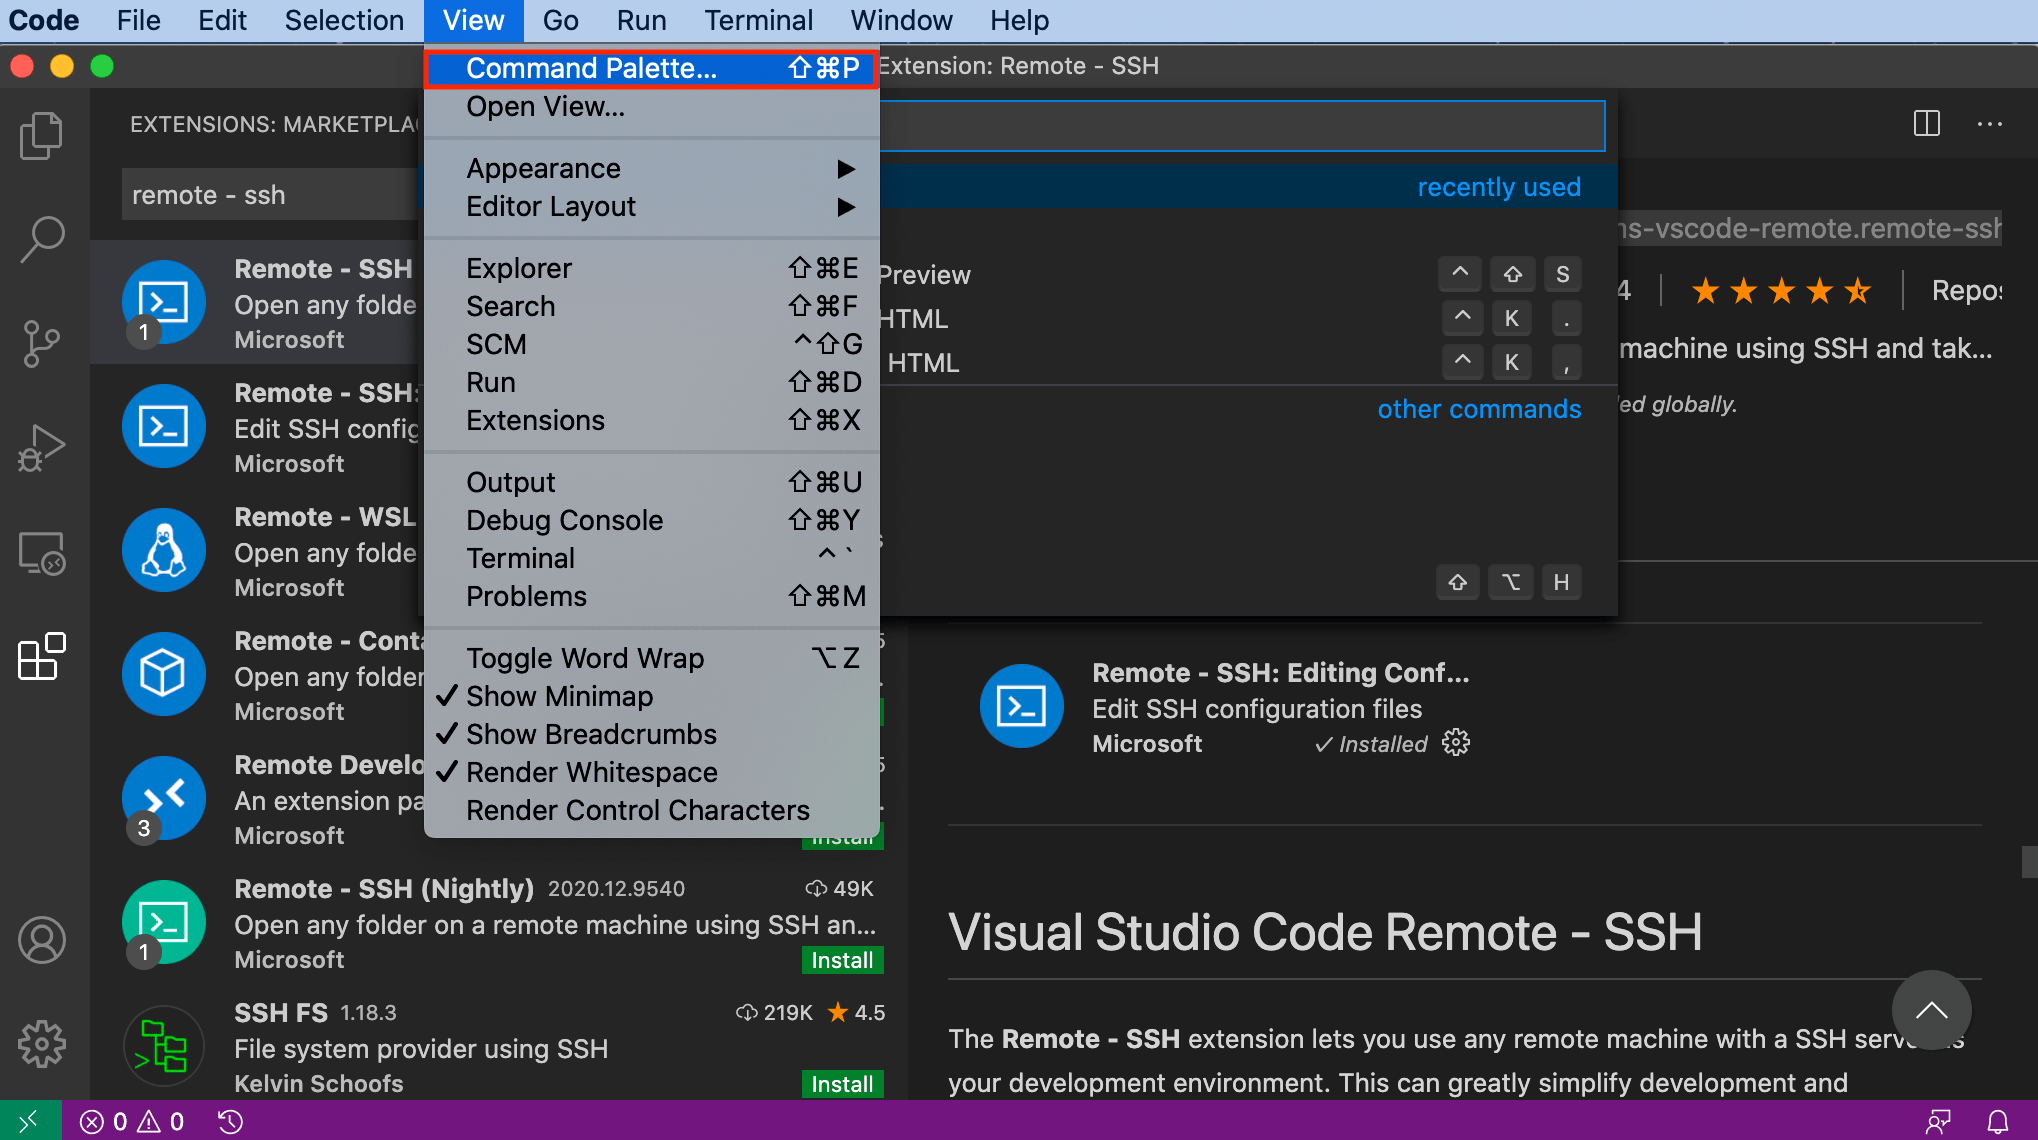 Code File Edit Selection View Go Run Terminal Window Help
Extension: Remote - SSH
Command Palette... ⇧⌘P
Open View...
Appearance ▶
Editor Layout ▶
Explorer ⇧⌘E
Search ⇧⌘F
SCM ^⇧G
Run ⇧⌘D
Extensions ⇧⌘X
Output ⇧⌘U
Debug Console ⇧⌘Y
Terminal ^`
Problems ⇧⌘M
Toggle Word Wrap ⌥Z
✓ Show Minimap
✓ Show Breadcrumbs
✓ Render Whitespace
Render Control Characters
EXTENSIONS: MARKETPLA
remote - ssh
Remote - SSH
Open any folde
Microsoft
1
Remote - SSH:
Edit SSH config
Microsoft
Remote - WSL
Open any folde
Microsoft
Remote - Conta
Open any folder
Microsoft
Remote Develo
An extension pa
Microsoft
3
Install
Remote - SSH (Nightly) 2020.12.9540 49K
Open any folder on a remote machine using SSH an...
Microsoft
1
Install
SSH FS 1.18.3 219K ★ 4.5
File system provider using SSH
Kelvin Schoofs
Install
recently used
Preview ^ ⇧ S
HTML ^ K .
HTML ^ K ,
other commands
⇧ ⌥ H
ns-vscode-remote.remote-ssh
4 | ★★★★ | Repos
machine using SSH and tak...
ed globally.
Remote - SSH: Editing Conf...
Edit SSH configuration files
Microsoft ✓ Installed
Visual Studio Code Remote - SSH
The Remote - SSH extension lets you use any remote machine with a SSH
your development environment. This can greatly simplify development and
0 0